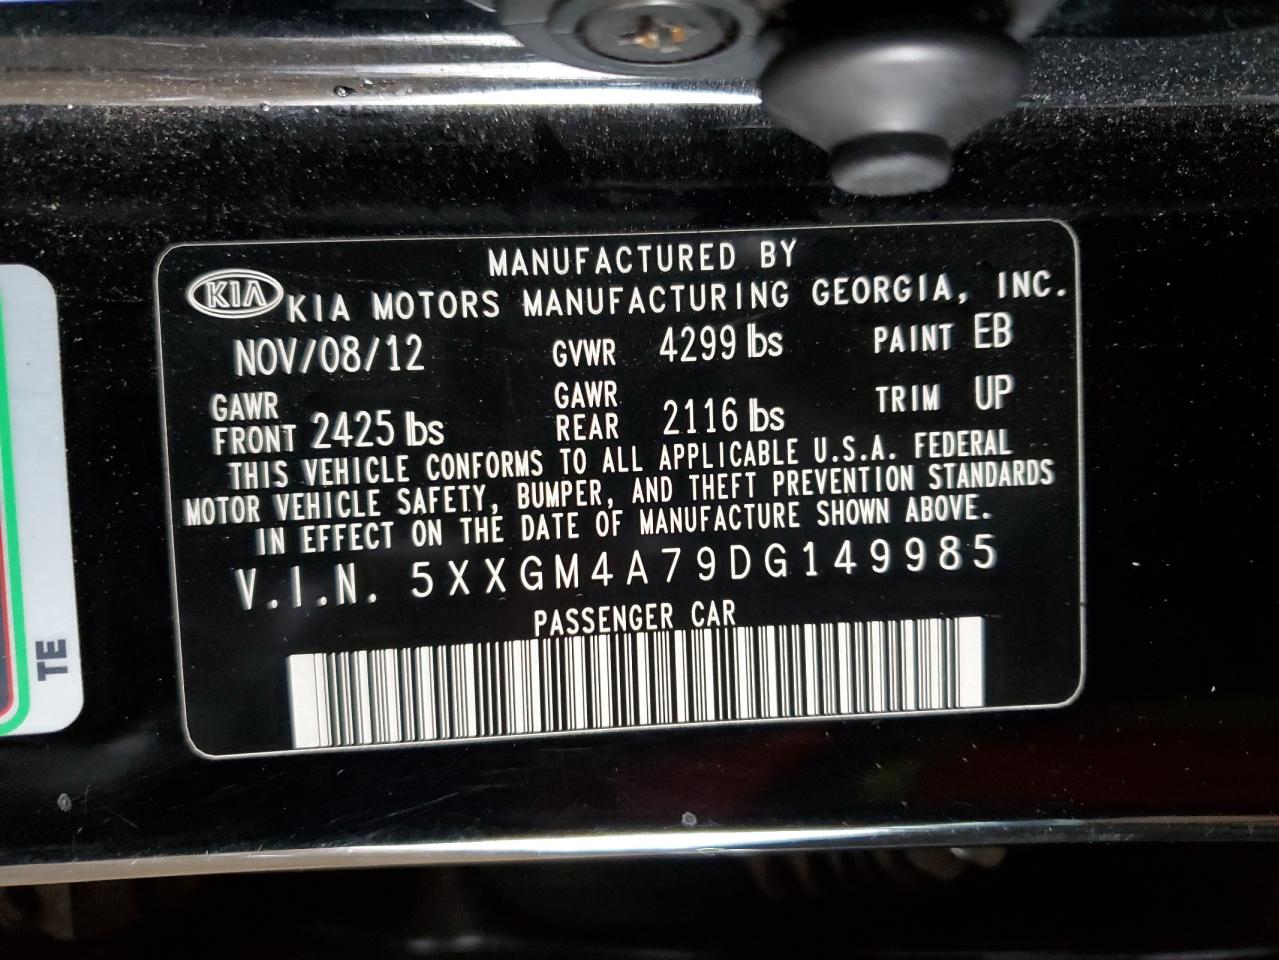 MANUFACTURED BY
KIA KIA MOTORS MANUFACTURING GEORGIA, INC.
NOV/08/12 GVWR 4299 lbs PAINT EB
GAWR FRONT 2425 lbs GAWR REAR 2116 lbs TRIM UP
THIS VEHICLE CONFORMS TO ALL APPLICABLE U.S.A. FEDERAL
MOTOR VEHICLE SAFETY, BUMPER, AND THEFT PREVENTION STANDARDS
IN EFFECT ON THE DATE OF MANUFACTURE SHOWN ABOVE.
V.I.N. 5XXGM4A79DG149985
PASSENGER CAR
TE